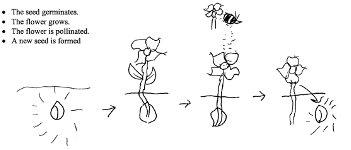 • The seed germinates.
• The flower grows.
• The flower is pollinated.
• A new seed is formed